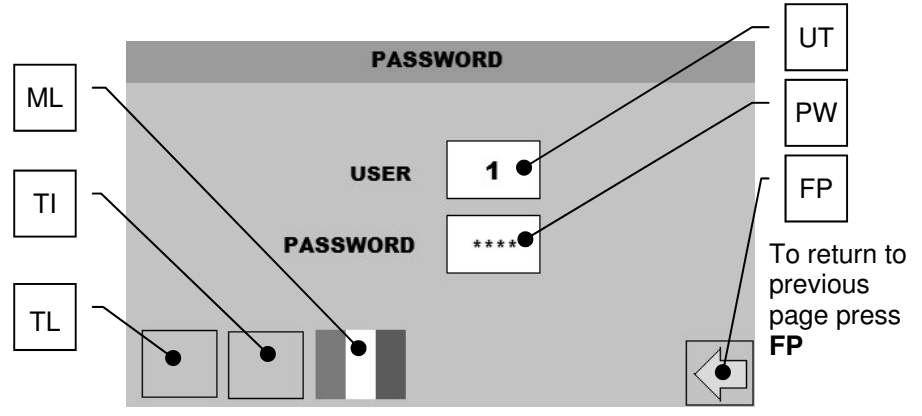 UT
PASSWORD
ML
PW
USER 1
TI
FP
PASSWORD ****
To return to
previous
page press
FP
TL